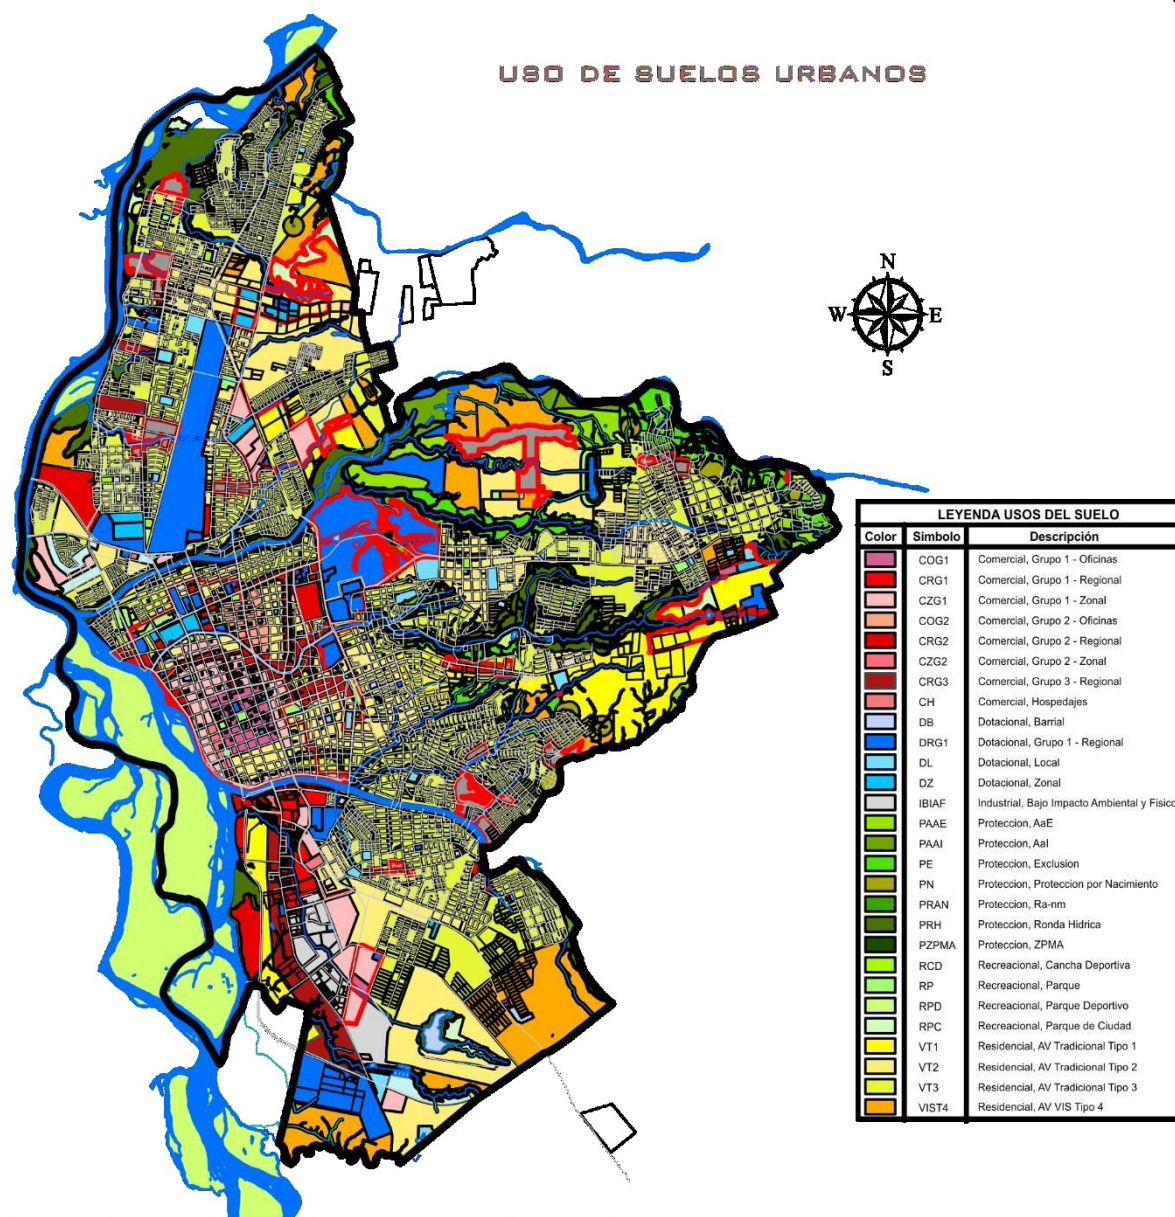 USO DE SUELOS URBANOS
N
W E
S
LEYENDA USOS DEL SUELO
Color Simbolo Descripción
COG1 Comercial, Grupo 1 - Oficinas
CRG1 Comercial, Grupo 1 - Regional
CZG1 Comercial, Grupo 1 - Zonal
COG2 Comercial, Grupo 2 - Oficinas
CRG2 Comercial, Grupo 2 - Regional
CZG2 Comercial, Grupo 2 - Zonal
CRG3 Comercial, Grupo 3 - Regional
CH Comercial, Hospedajes
DB Dotacional, Barrial
DRG1 Dotacional, Grupo 1 - Regional
DL Dotacional, Local
DZ Dotacional, Zonal
IBIAF Industrial, Bajo Impacto Ambiental y Fisico
PAAE Proteccion, AaE
PAAI Proteccion, AaI
PE Proteccion, Exclusion
PN Proteccion, Proteccion por Nacimiento
PRAN Proteccion, Ra-nm
PRH Proteccion, Ronda Hidrica
PZPMA Proteccion, ZPMA
RCD Recreacional, Cancha Deportiva
RP Recreacional, Parque
RPD Recreacional, Parque Deportivo
RPC Recreacional, Parque de Ciudad
VT1 Residencial, AV Tradicional Tipo 1
VT2 Residencial, AV Tradicional Tipo 2
VT3 Residencial, AV Tradicional Tipo 3
VIST4 Residencial, AV VIS Tipo 4